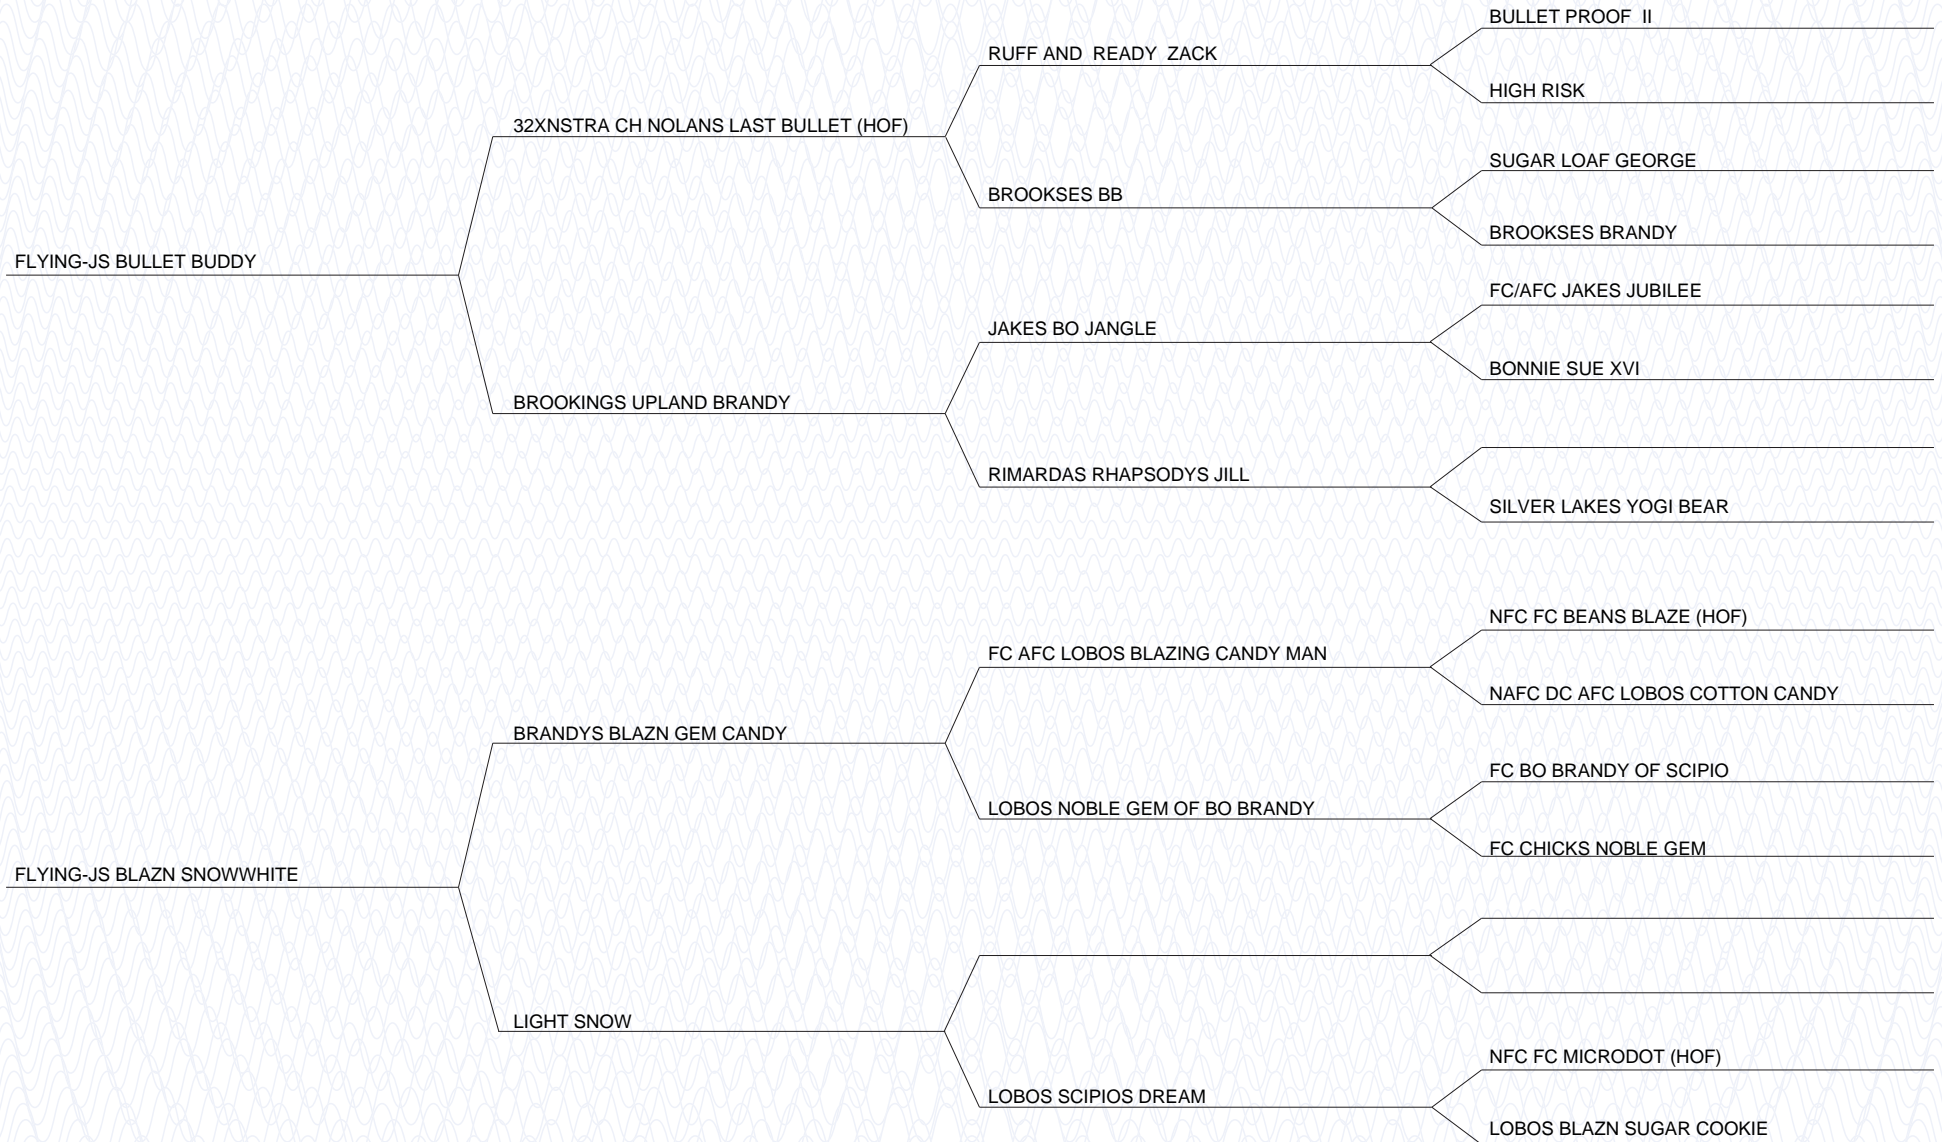 BULLET PROOF  II
RUFF AND  READY  ZACK
HIGH RISK
32XNSTRA CH NOLANS LAST BULLET (HOF)
SUGAR LOAF GEORGE
BROOKSES BB
BROOKSES BRANDY
FLYING-JS BULLET BUDDY
FC/AFC JAKES JUBILEE
JAKES BO JANGLE
BONNIE SUE XVI
BROOKINGS UPLAND BRANDY
RIMARDAS RHAPSODYS JILL
SILVER LAKES YOGI BEAR
NFC FC BEANS BLAZE (HOF)
FC AFC LOBOS BLAZING CANDY MAN
NAFC DC AFC LOBOS COTTON CANDY
BRANDYS BLAZN GEM CANDY
FC BO BRANDY OF SCIPIO
LOBOS NOBLE GEM OF BO BRANDY
FC CHICKS NOBLE GEM
FLYING-JS BLAZN SNOWWHITE
LIGHT SNOW
NFC FC MICRODOT (HOF)
LOBOS SCIPIOS DREAM
LOBOS BLAZN SUGAR COOKIE